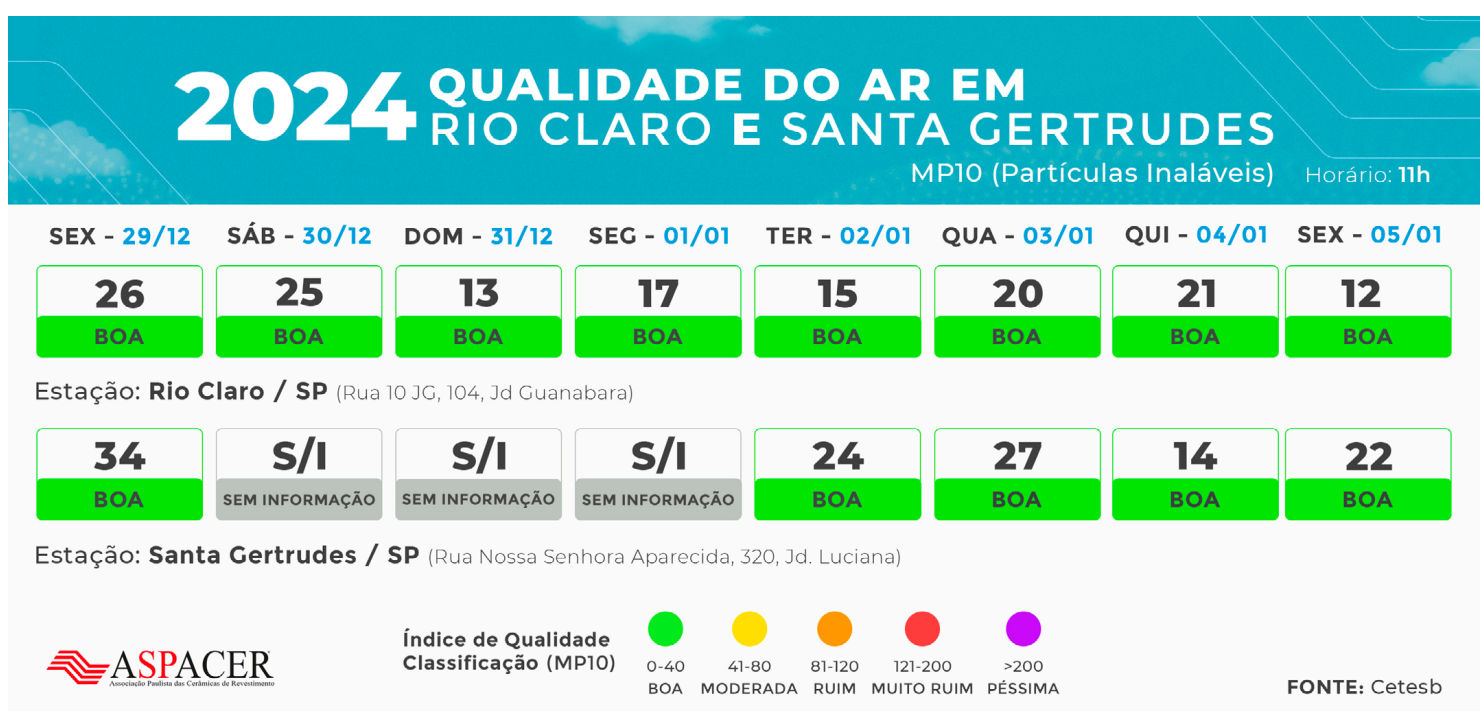 2024 QUALIDADE DO AR EM
RIO CLARO E SANTA GERTRUDES
MP10 (Partículas Inaláveis) Horário: 11h
SEX - 29/12 SÁB - 30/12 DOM - 31/12 SEG - 01/01 TER - 02/01 QUA - 03/01 QUI - 04/01 SEX - 05/01
26 25 13 17 15 20 21 12
BOA BOA BOA BOA BOA BOA BOA BOA
Estação: Rio Claro / SP (Rua 10 JG, 104, Jd Guanabara)
34 S/I S/I S/I 24 27 14 22
BOA SEM INFORMAÇÃO SEM INFORMAÇÃO SEM INFORMAÇÃO BOA BOA BOA BOA
Estação: Santa Gertrudes / SP (Rua Nossa Senhora Aparecida, 320, Jd. Luciana)
ASPACER
Associação Paulista das Cerâmicas de Revestimento
Índice de Qualidade
Classificação (MP10)
0-40 41-80 81-120 121-200 >200
BOA MODERADA RUIM MUITO RUIM PÉSSIMA
FONTE: Cetesb